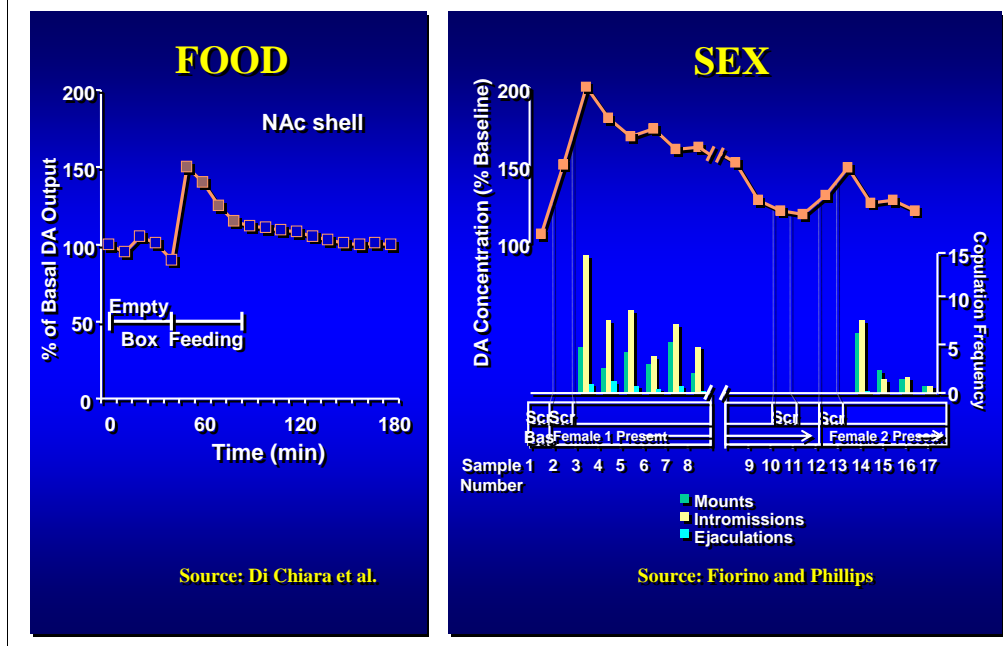 FOOD
NAc shell
% of Basal DA Output
200
150
100
50
0
Empty
Box Feeding
0 60 120 180
Time (min)
Source: Di Chiara et al.
SEX
DA Concentration (% Baseline)
200
150
100
15
10
5
0
Copulation Frequency
Scr Scr Scr Scr
Bas Female 1 Present Female 2 Present
Sample 1 2 3 4 5 6 7 8 9 10 11 12 13 14 15 16 17
Number
Mounts
Intromissions
Ejaculations
Source: Fiorino and Phillips